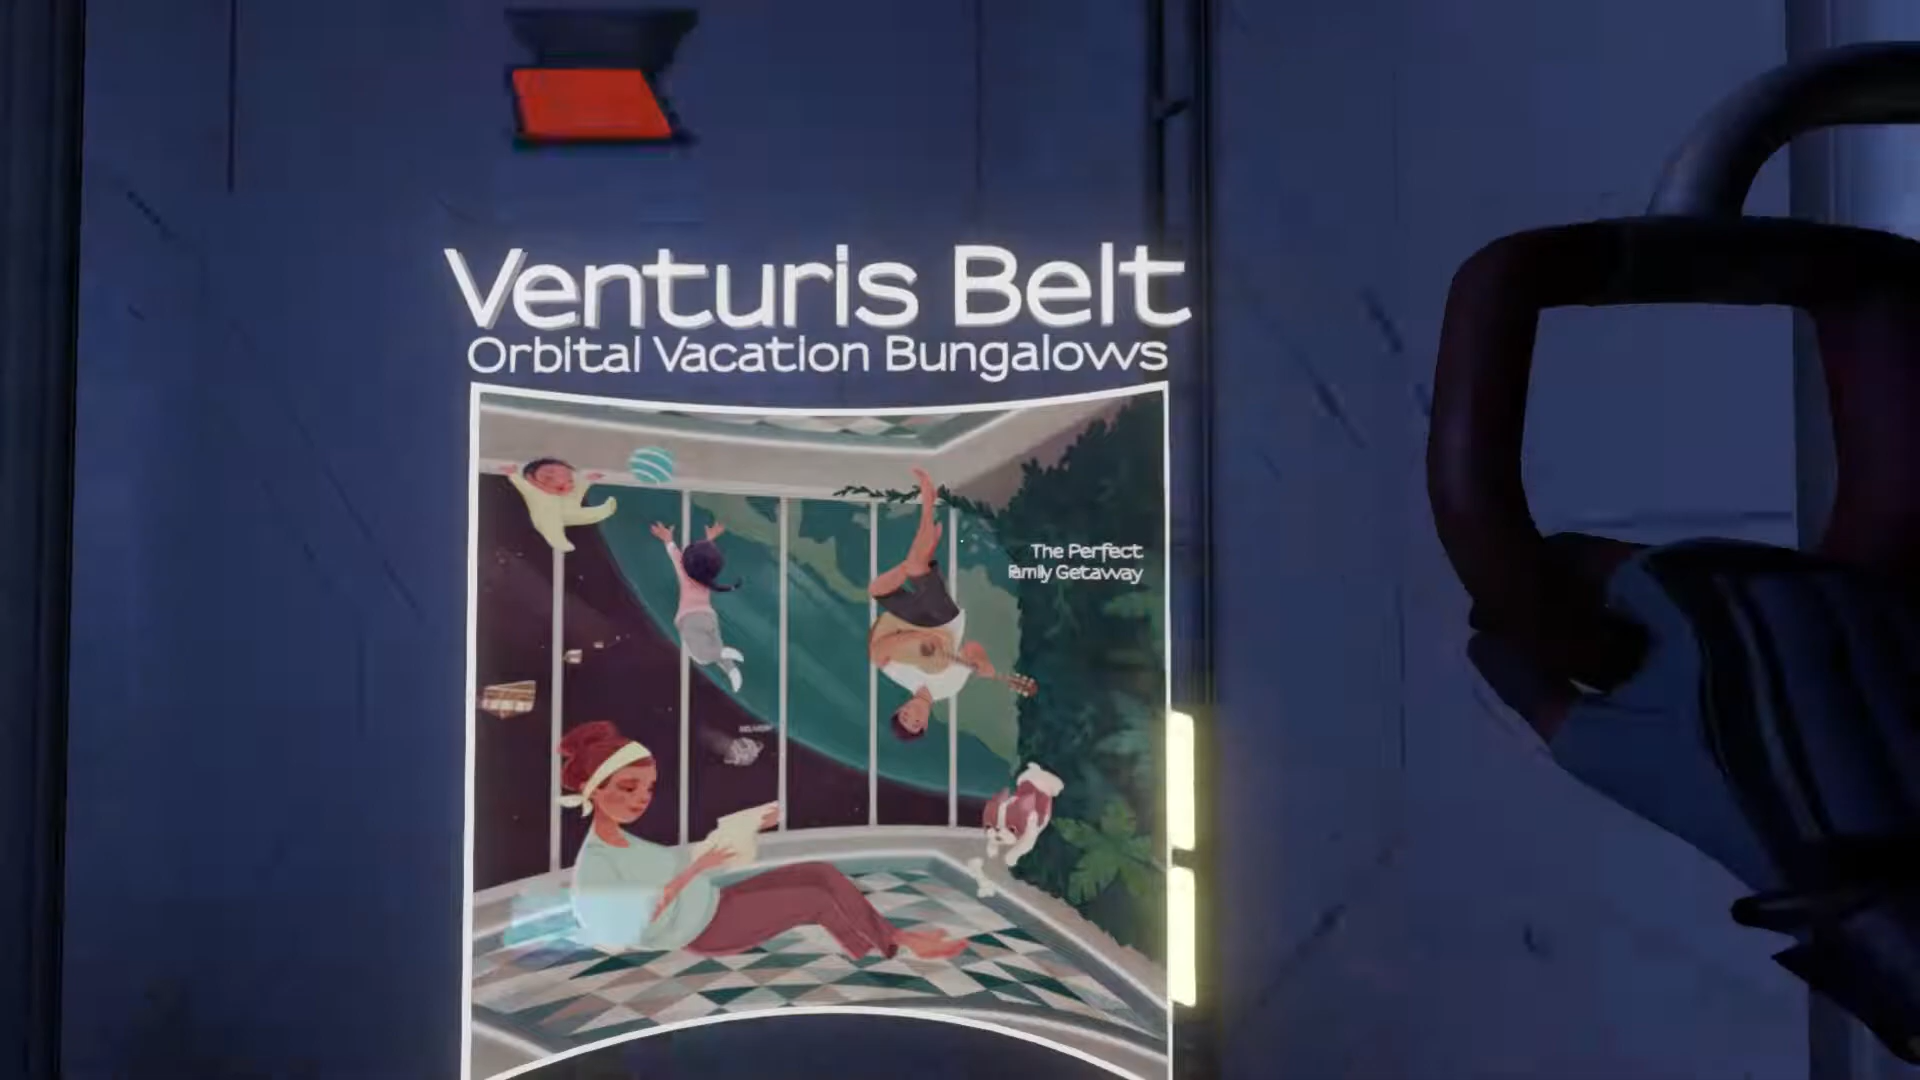 Venturis Belt
Orbital Vacation Bungalows
The Perfect
Family Getaway